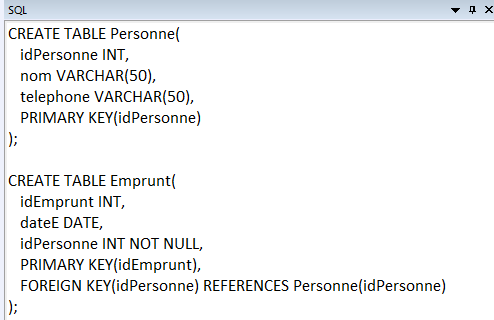 SQL
CREATE TABLE Personne(
idPersonne INT,
nom VARCHAR(50),
telephone VARCHAR(50),
PRIMARY KEY(idPersonne)
);
CREATE TABLE Emprunt(
idEmprunt INT,
dateE DATE,
idPersonne INT NOT NULL,
PRIMARY KEY(idEmprunt),
FOREIGN KEY(idPersonne) REFERENCES Personne(idPersonne)
);